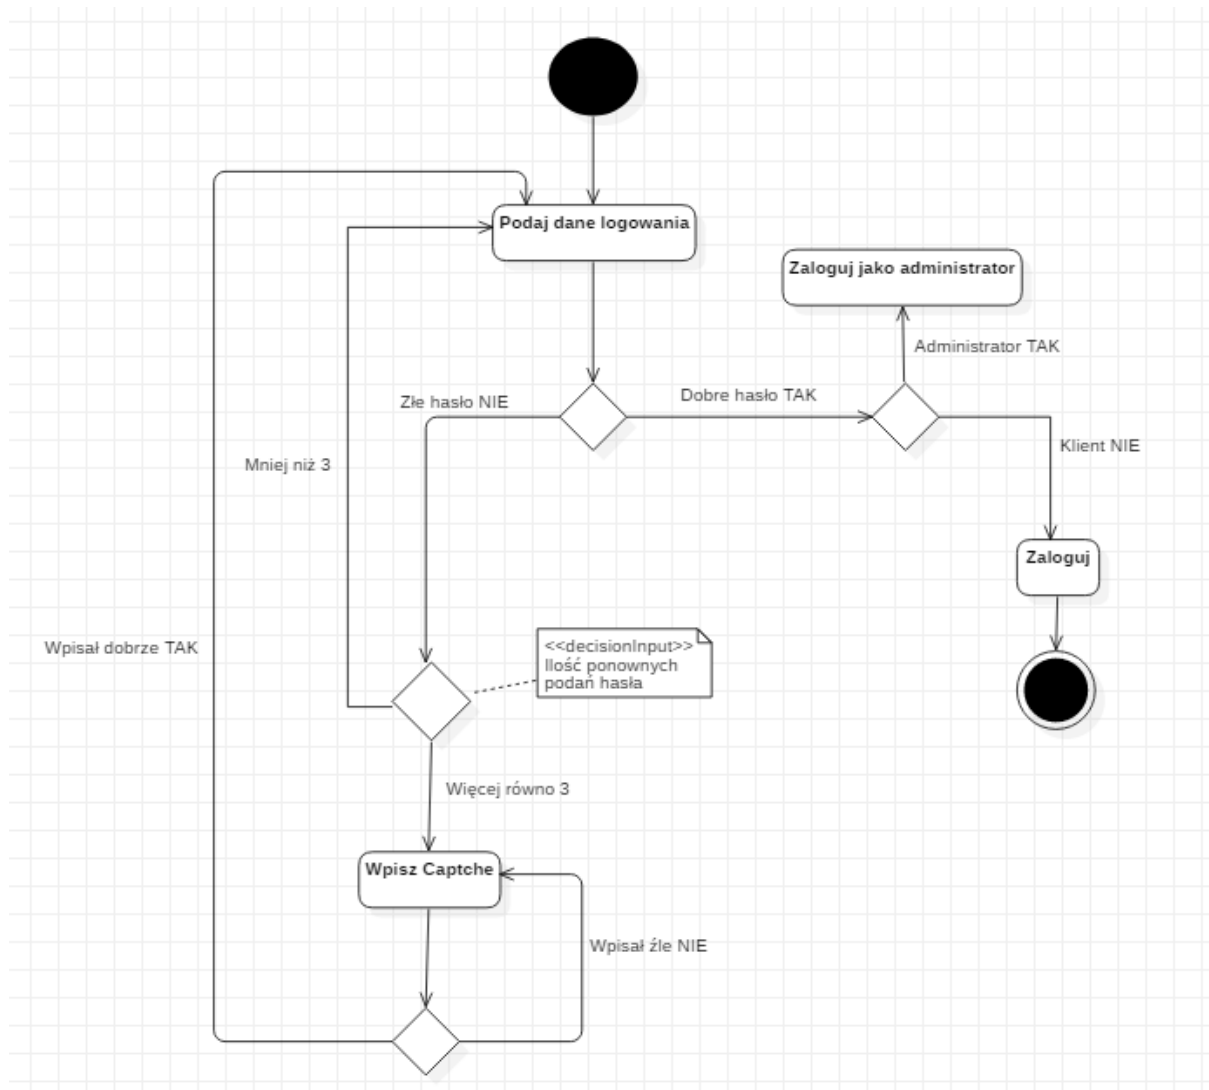 Podaj dane logowania
Zaloguj jako administrator
Administrator TAK
Złe hasło NIE
Dobre hasło TAK
Klient NIE
Mniej niż 3
Zaloguj
Wpisał dobrze TAK
<<decisionInput>>
Ilość ponownych
podań hasła
Więcej równo 3
Wpisz Captche
Wpisał źle NIE